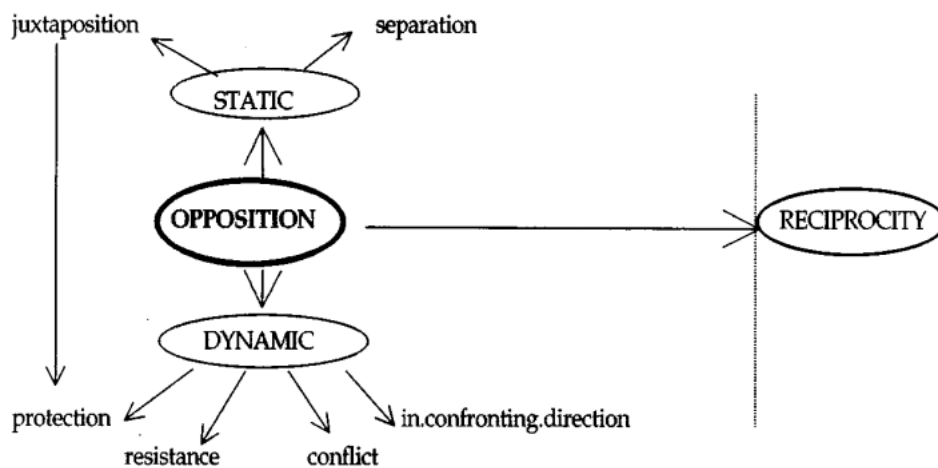 juxtaposition
separation
STATIC
OPPOSITION
RECIPROCITY
DYNAMIC
protection
in.confronting.direction
resistance
conflict